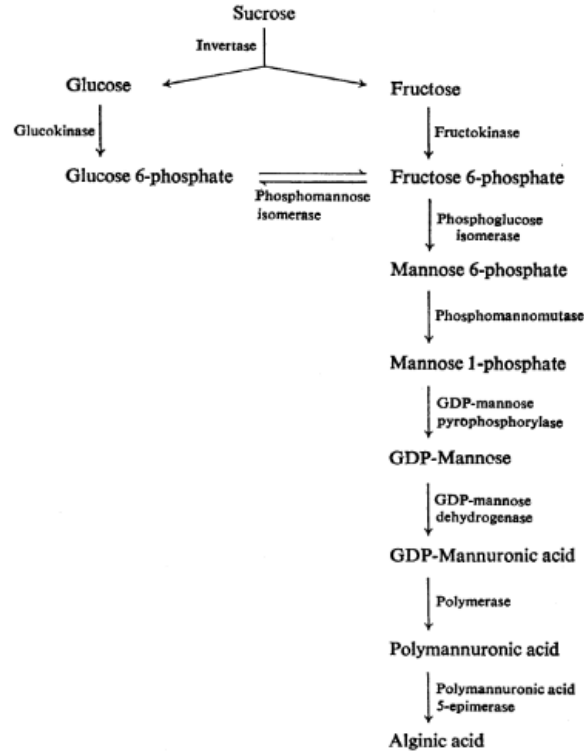 Sucrose
Invertase
Glucose
Fructose
Glucokinase
Fructokinase
Glucose 6-phosphate
Fructose 6-phosphate
Phosphomannose
isomerase
Phosphoglucose
isomerase
Mannose 6-phosphate
Phosphomannomutase
Mannose 1-phosphate
GDP-mannose
pyrophosphorylase
GDP-Mannose
GDP-mannose
dehydrogenase
GDP-Mannuronic acid
Polymerase
Polymannuronic acid
Polymannuronic acid
5-epimerase
Alginic acid